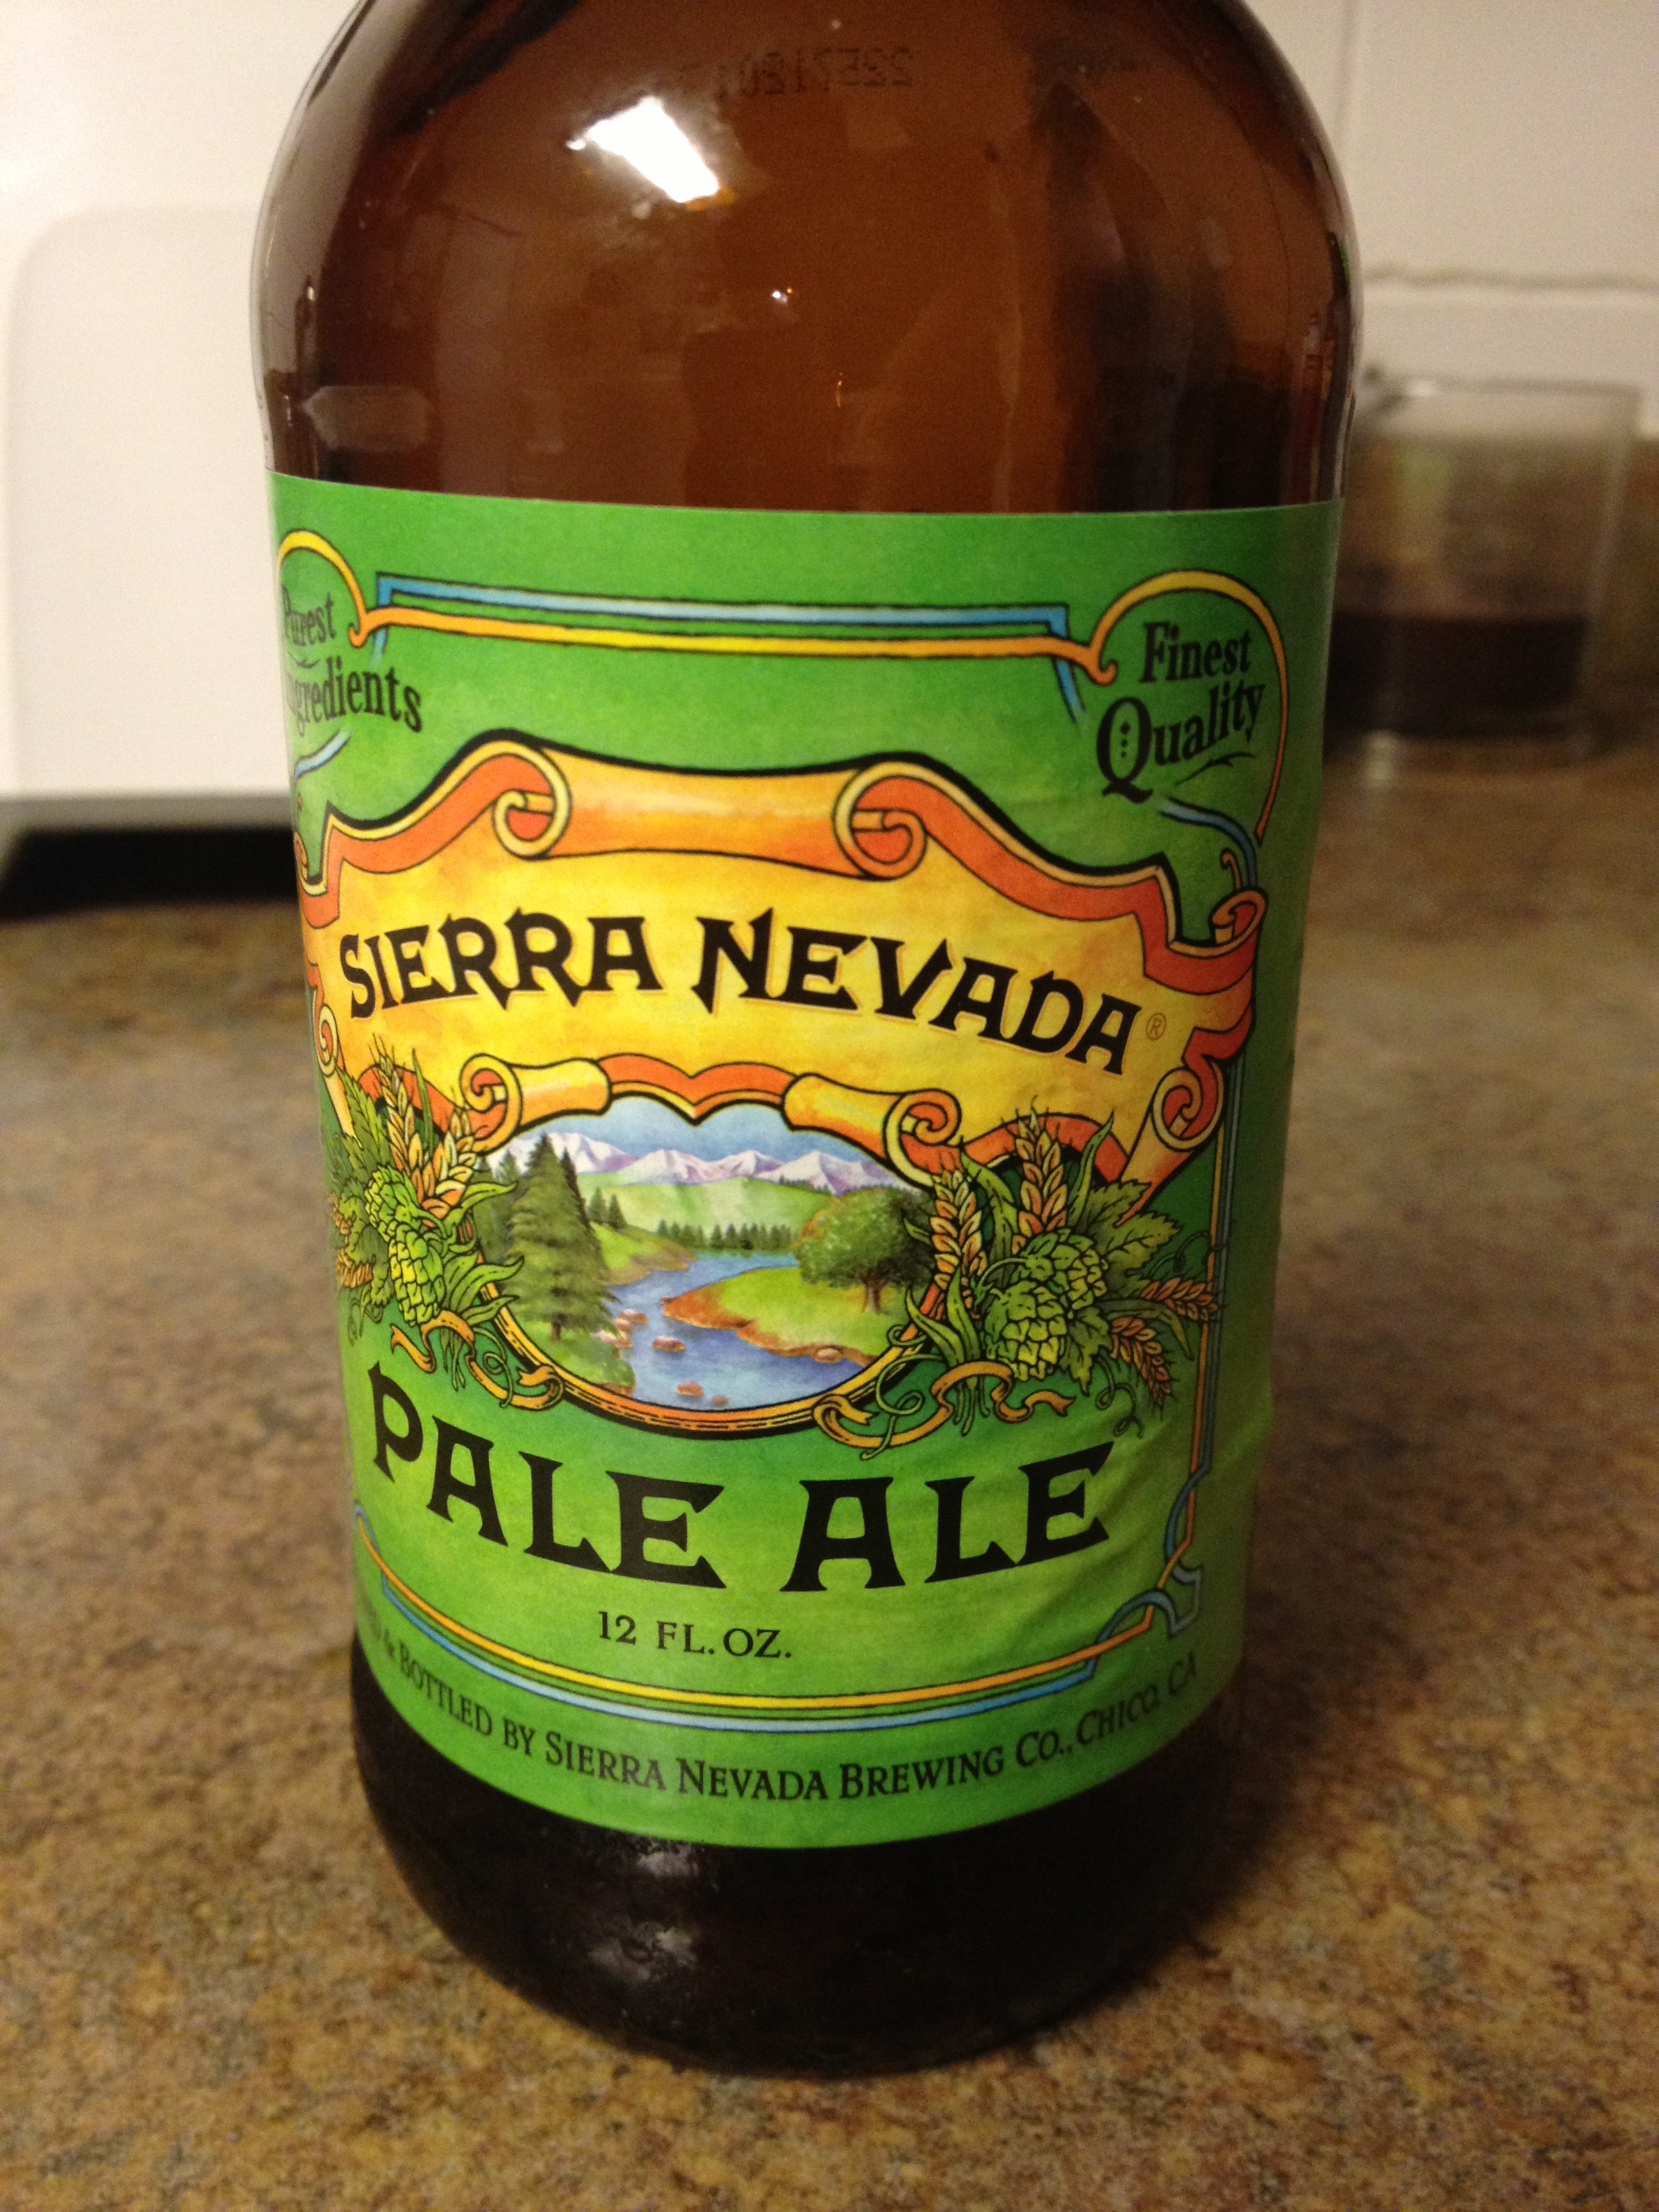 Purest
Ingredients
Finest
Quality
SIERRA NEVADA®
PALE ALE
12 FL. OZ.
& BOTTLED BY SIERRA NEVADA BREWING CO., CHICO, CA